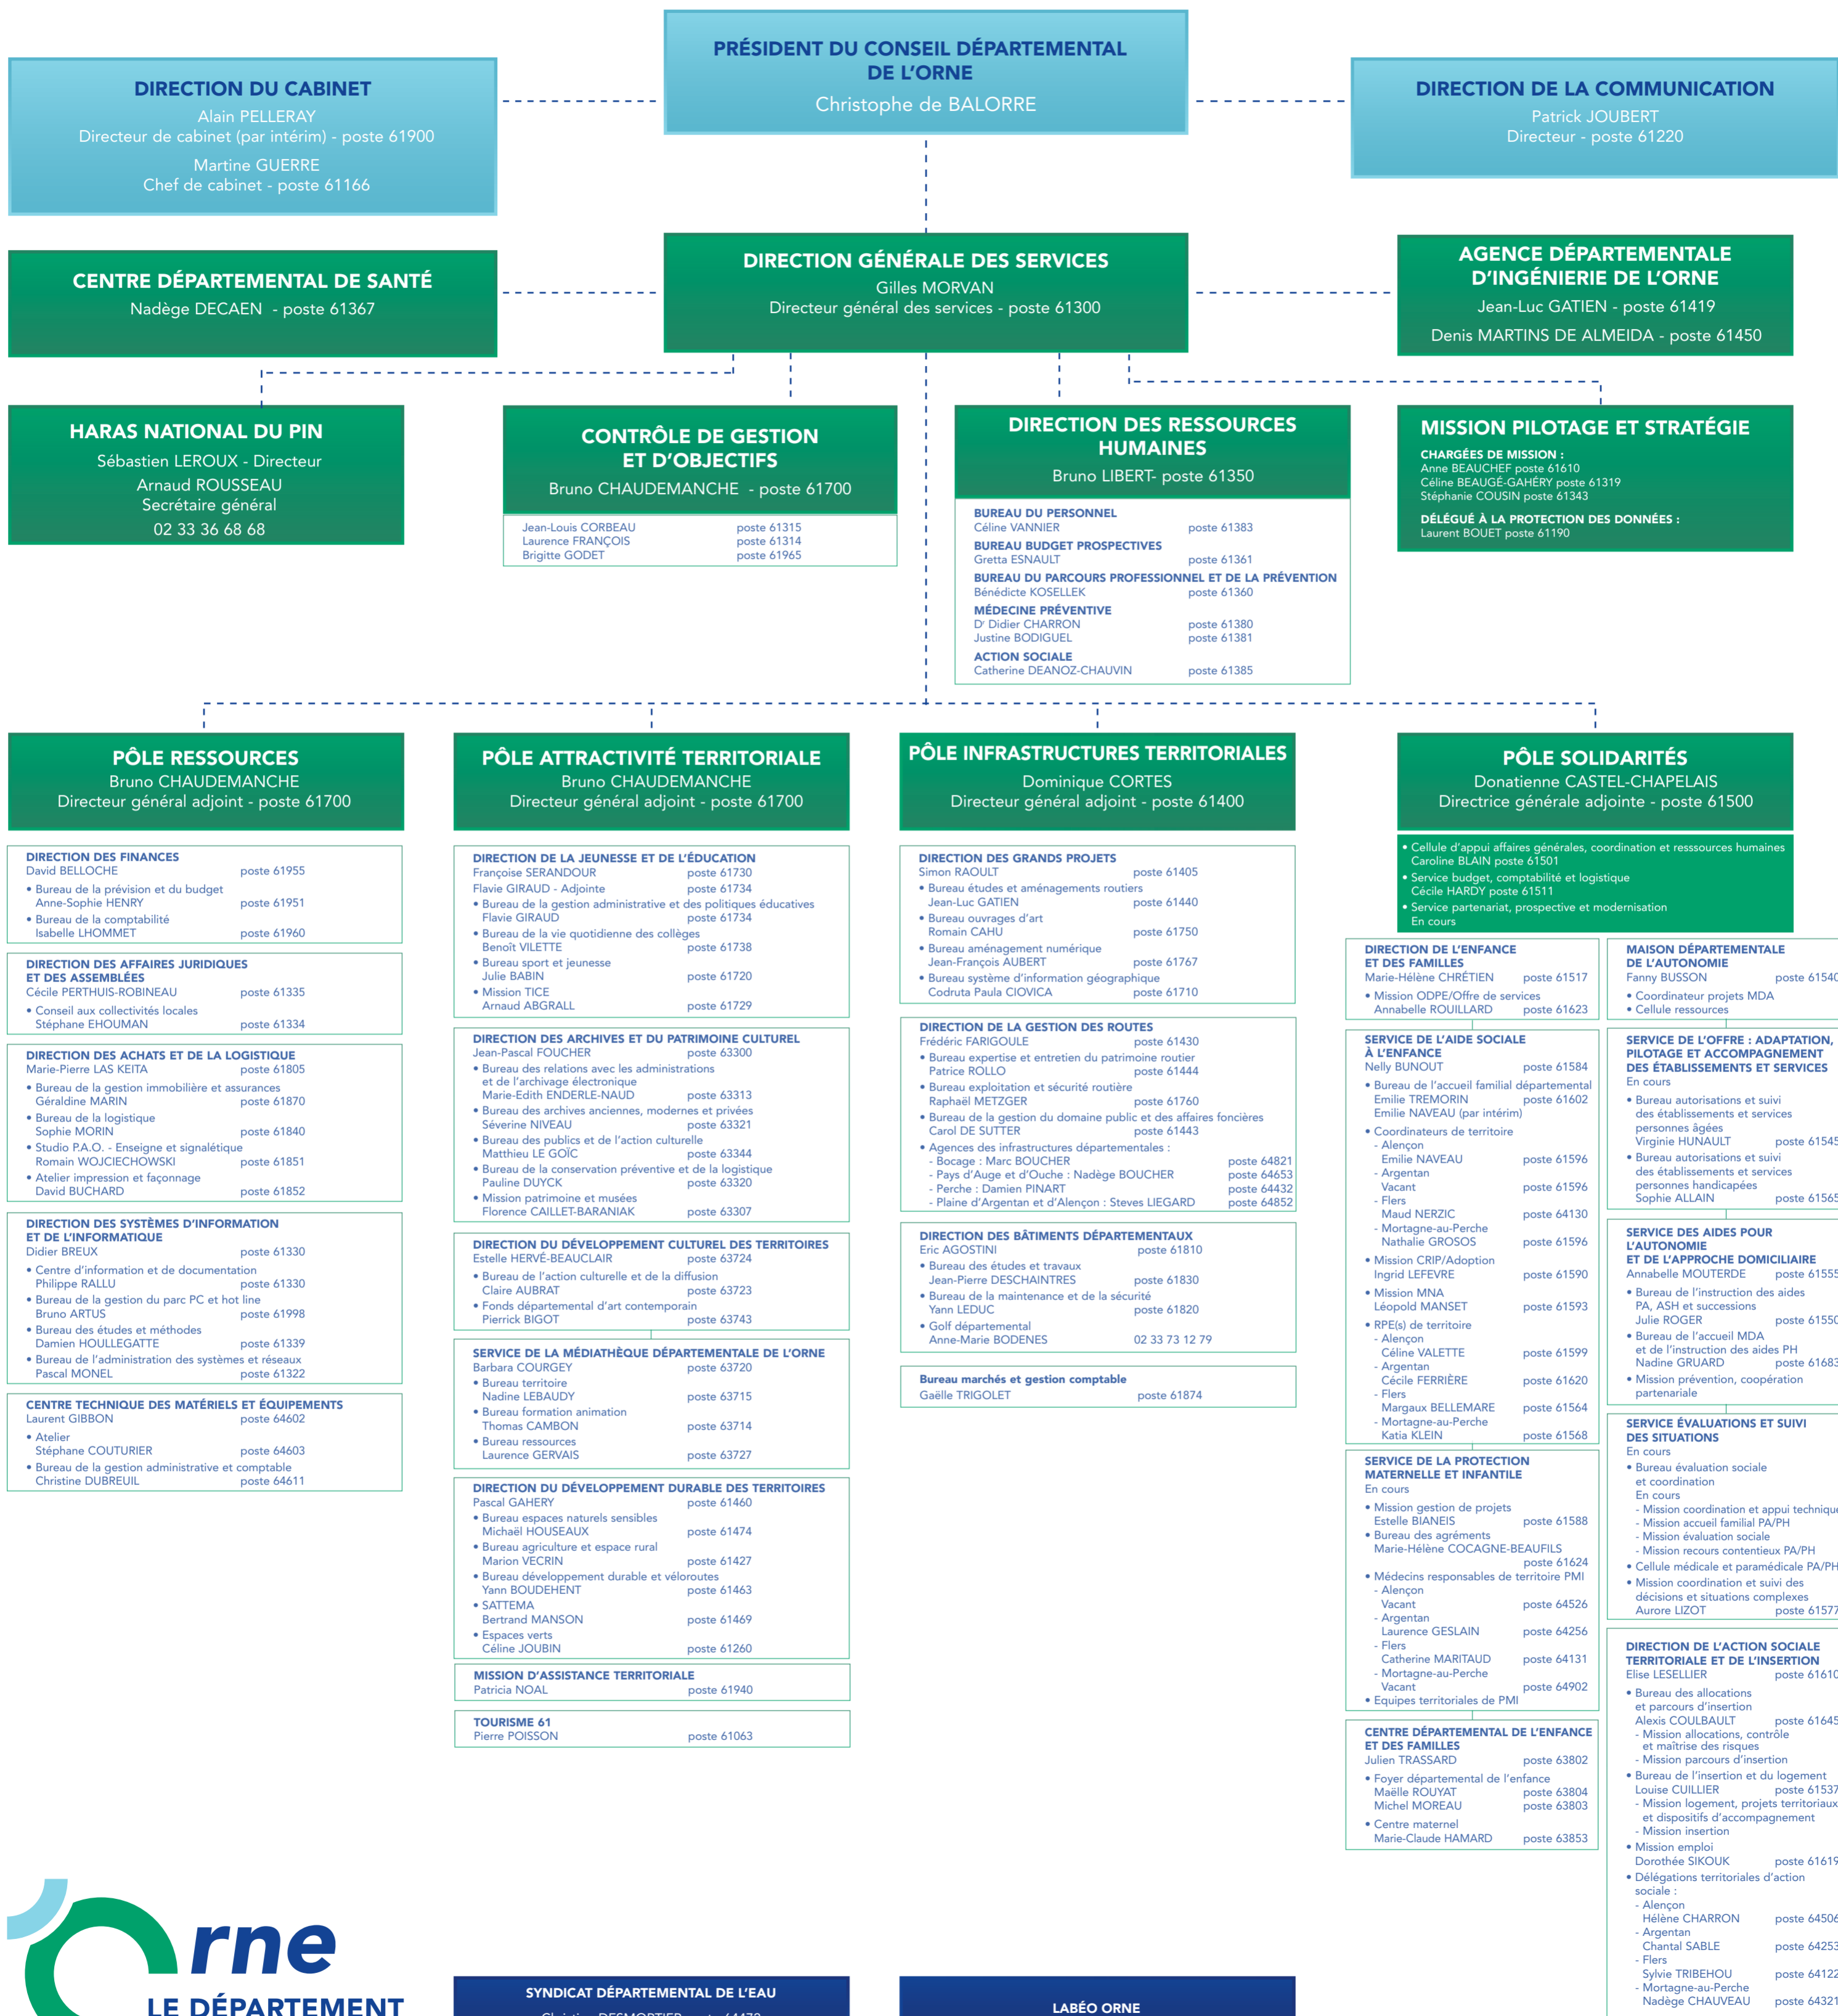 PRÉSIDENT DU CONSEIL DÉPARTEMENTAL
DE L'ORNE
Christophe de BALORRE
DIRECTION DU CABINET
Alain PELLERAY
Directeur de cabinet (par intérim) - poste 61900
Martine GUERRE
Chef de cabinet - poste 61166
DIRECTION DE LA COMMUNICATION
Patrick JOUBERT
Directeur - poste 61220
CENTRE DÉPARTEMENTAL DE SANTÉ
Nadège DECAEN - poste 61367
DIRECTION GÉNÉRALE DES SERVICES
Gilles MORVAN
Directeur général des services - poste 61300
AGENCE DÉPARTEMENTALE
D'INGÉNIERIE DE L'ORNE
Jean-Luc GATIEN - poste 61419
Denis MARTINS DE ALMEIDA - poste 61450
HARAS NATIONAL DU PIN
Sébastien LEROUX - Directeur
Arnaud ROUSSEAU
Secrétaire général
02 33 36 68 68
CONTRÔLE DE GESTION
ET D'OBJECTIFS
Bruno CHAUDEMANCHE - poste 61700
Jean-Louis CORBEAU poste 61315
Laurence FRANÇOIS poste 61314
Brigitte GODET poste 61965
DIRECTION DES RESSOURCES
HUMAINES
Bruno LIBERT- poste 61350
BUREAU DU PERSONNEL
Céline VANNIER poste 61383
BUREAU BUDGET PROSPECTIVES
Gretta ESNAULT poste 61361
BUREAU DU PARCOURS PROFESSIONNEL ET DE LA PRÉVENTION
Bénédicte KOSELLEK poste 61360
MÉDECINE PRÉVENTIVE
Dr Didier CHARRON poste 61380
Justine BODIGUEL poste 61381
ACTION SOCIALE
Catherine DEANOZ-CHAUVIN poste 61385
MISSION PILOTAGE ET STRATÉGIE
CHARGÉES DE MISSION :
Anne BEAUCHEF poste 61610
Céline BEAUGÉ-GAHÉRY poste 61319
Stéphanie COUSIN poste 61343
DÉLÉGUÉ À LA PROTECTION DES DONNÉES :
Laurent BOUET poste 61190
PÔLE RESSOURCES
Bruno CHAUDEMANCHE
Directeur général adjoint - poste 61700
DIRECTION DES FINANCES
David BELLOCHE poste 61955
• Bureau de la prévision et du budget
Anne-Sophie HENRY poste 61951
• Bureau de la comptabilité
Isabelle LHOMMET poste 61960
DIRECTION DES AFFAIRES JURIDIQUES
ET DES ASSEMBLÉES
Cécile PERTHUIS-ROBINEAU poste 61335
• Conseil aux collectivités locales
Stéphane EHOUMAN poste 61334
DIRECTION DES ACHATS ET DE LA LOGISTIQUE
Marie-Pierre LAS KEITA poste 61805
• Bureau de la gestion immobilière et assurances
Géraldine MARIN poste 61870
• Bureau de la logistique
Sophie MORIN poste 61840
• Studio P.A.O. - Enseigne et signalétique
Romain WOJCIECHOWSKI poste 61851
• Atelier impression et façonnage
David BUCHARD poste 61852
DIRECTION DES SYSTÈMES D'INFORMATION
ET DE L'INFORMATIQUE
Didier BREUX poste 61330
• Centre d'information et de documentation
Philippe RALLU poste 61330
• Bureau de la gestion du parc PC et hot line
Bruno ARTUS poste 61998
• Bureau des études et méthodes
Damien HOULLEGATTE poste 61339
• Bureau de l'administration des systèmes et réseaux
Pascal MONEL poste 61322
CENTRE TECHNIQUE DES MATÉRIELS ET ÉQUIPEMENTS
Laurent GIBBON poste 64602
• Atelier
Stéphane COUTURIER poste 64603
• Bureau de la gestion administrative et comptable
Christine DUBREUIL poste 64611
PÔLE ATTRACTIVITÉ TERRITORIALE
Bruno CHAUDEMANCHE
Directeur général adjoint - poste 61700
DIRECTION DE LA JEUNESSE ET DE L'ÉDUCATION
Françoise SERANDOUR poste 61730
Flavie GIRAUD - Adjointe poste 61734
• Bureau de la gestion administrative et des politiques éducatives
Flavie GIRAUD poste 61734
• Bureau de la vie quotidienne des collèges
Benoît VILETTE poste 61738
• Bureau sport et jeunesse
Julie BABIN poste 61720
• Mission TICE
Arnaud ABGRALL poste 61729
DIRECTION DES ARCHIVES ET DU PATRIMOINE CULTUREL
Jean-Pascal FOUCHER poste 63300
• Bureau des relations avec les administrations
et de l'archivage électronique
Marie-Edith ENDERLE-NAUD poste 63313
• Bureau des archives anciennes, modernes et privées
Séverine NIVEAU poste 63321
• Bureau des publics et de l'action culturelle
Matthieu LE GOÏC poste 63344
• Bureau de la conservation préventive et de la logistique
Pauline DUYCK poste 63320
• Mission patrimoine et musées
Florence CAILLET-BARANIAK poste 63307
DIRECTION DU DÉVELOPPEMENT CULTUREL DES TERRITOIRES
Estelle HERVÉ-BEAUCLAIR poste 63724
• Bureau de l'action culturelle et de la diffusion
Claire AUBRAT poste 63723
• Fonds départemental d'art contemporain
Pierrick BIGOT poste 63743
SERVICE DE LA MÉDIATHÈQUE DÉPARTEMENTALE DE L'ORNE
Barbara COURGEY poste 63720
• Bureau territoire
Nadine LEBAUDY poste 63715
• Bureau formation animation
Thomas CAMBON poste 63714
• Bureau ressources
Laurence GERVAIS poste 63727
DIRECTION DU DÉVELOPPEMENT DURABLE DES TERRITOIRES
Pascal GAHERY poste 61460
• Bureau espaces naturels sensibles
Michaël HOUSEAUX poste 61474
• Bureau agriculture et espace rural
Marion VECRIN poste 61427
• Bureau développement durable et véloroutes
Yann BOUDEHENT poste 61463
• SATTEMA
Bertrand MANSON poste 61469
• Espaces verts
Céline JOUBIN poste 61260
MISSION D'ASSISTANCE TERRITORIALE
Patricia NOAL poste 61940
TOURISME 61
Pierre POISSON poste 61063
PÔLE INFRASTRUCTURES TERRITORIALES
Dominique CORTES
Directeur général adjoint - poste 61400
DIRECTION DES GRANDS PROJETS
Simon RAOULT poste 61405
• Bureau études et aménagements routiers
Jean-Luc GATIEN poste 61440
• Bureau ouvrages d'art
Romain CAHU poste 61750
• Bureau aménagement numérique
Jean-François AUBERT poste 61767
• Bureau système d'information géographique
Codruta Paula CIOVICA poste 61710
DIRECTION DE LA GESTION DES ROUTES
Frédéric FARIGOULE poste 61430
• Bureau expertise et entretien du patrimoine routier
Patrice ROLLO poste 61444
• Bureau exploitation et sécurité routière
Raphaël METZGER poste 61760
• Bureau de la gestion du domaine public et des affaires foncières
Carol DE SUTTER poste 61443
• Agences des infrastructures départementales :
- Bocage : Marc BOUCHER poste 64821
- Pays d'Auge et d'Ouche : Nadège BOUCHER poste 64653
- Perche : Damien PINART poste 64432
- Plaine d'Argentan et d'Alençon : Steves LIEGARD poste 64852
DIRECTION DES BÂTIMENTS DÉPARTEMENTAUX
Eric AGOSTINI poste 61810
• Bureau des études et travaux
Jean-Pierre DESCHAINTRES poste 61830
• Bureau de la maintenance et de la sécurité
Yann LEDUC poste 61820
• Golf départemental
Anne-Marie BODENES 02 33 73 12 79
Bureau marchés et gestion comptable
Gaëlle TRIGOLET poste 61874
PÔLE SOLIDARITÉS
Donatienne CASTEL-CHAPELAIS
Directrice générale adjointe - poste 61500
• Cellule d'appui affaires générales, coordination et resssources humaines
Caroline BLAIN poste 61501
• Service budget, comptabilité et logistique
Cécile HARDY poste 61511
• Service partenariat, prospective et modernisation
En cours
DIRECTION DE L'ENFANCE
ET DES FAMILLES
Marie-Hélène CHRÉTIEN poste 61517
• Mission ODPE/Offre de services
Annabelle ROUILLARD poste 61623
SERVICE DE L'AIDE SOCIALE
À L'ENFANCE
Nelly BUNOUT poste 61584
• Bureau de l'accueil familial départemental
Emilie TREMORIN poste 61602
Emilie NAVEAU (par intérim)
• Coordinateurs de territoire
- Alençon
Emilie NAVEAU poste 61596
- Argentan
Vacant poste 61596
- Flers
Maud NERZIC poste 64130
- Mortagne-au-Perche
Nathalie GROSOS poste 61596
• Mission CRIP/Adoption
Ingrid LEFEVRE poste 61590
• Mission MNA
Léopold MANSET poste 61593
• RPE(s) de territoire
- Alençon
Céline VALETTE poste 61599
- Argentan
Cécile FERRIÈRE poste 61620
- Flers
Margaux BELLEMARE poste 61564
- Mortagne-au-Perche
Katia KLEIN poste 61568
SERVICE DE LA PROTECTION
MATERNELLE ET INFANTILE
En cours
• Mission gestion de projets
Estelle BIANEIS poste 61588
• Bureau des agréments
Marie-Hélène COCAGNE-BEAUFILS
poste 61624
• Médecins responsables de territoire PMI
- Alençon
Vacant poste 64526
- Argentan
Laurence GESLAIN poste 64256
- Flers
Catherine MARITAUD poste 64131
- Mortagne-au-Perche
Vacant poste 64902
• Equipes territoriales de PMI
CENTRE DÉPARTEMENTAL DE L'ENFANCE
ET DES FAMILLES
Julien TRASSARD poste 63802
• Foyer départemental de l'enfance
Maëlle ROUYAT poste 63804
Michel MOREAU poste 63803
• Centre maternel
Marie-Claude HAMARD poste 63853
MAISON DÉPARTEMENTALE
DE L'AUTONOMIE
Fanny BUSSON poste 61540
• Coordinateur projets MDA
• Cellule ressources
SERVICE DE L'OFFRE : ADAPTATION,
PILOTAGE ET ACCOMPAGNEMENT
DES ÉTABLISSEMENTS ET SERVICES
En cours
• Bureau autorisations et suivi
des établissements et services
personnes âgées
Virginie HUNAULT poste 61545
• Bureau autorisations et suivi
des établissements et services
personnes handicapées
Sophie ALLAIN poste 61565
SERVICE DES AIDES POUR
L'AUTONOMIE
ET DE L'APPROCHE DOMICILIAIRE
Annabelle MOUTERDE poste 61555
• Bureau de l'instruction des aides
PA, ASH et successions
Julie ROGER poste 61550
• Bureau de l'accueil MDA
et de l'instruction des aides PH
Nadine GRUARD poste 61683
• Mission prévention, coopération
partenariale
SERVICE ÉVALUATIONS ET SUIVI
DES SITUATIONS
En cours
• Bureau évaluation sociale
et coordination
En cours
- Mission coordination et appui technique
- Mission accueil familial PA/PH
- Mission évaluation sociale
- Mission recours contentieux PA/PH
• Cellule médicale et paramédicale PA/PH
• Mission coordination et suivi des
décisions et situations complexes
Aurore LIZOT poste 61577
DIRECTION DE L'ACTION SOCIALE
TERRITORIALE ET DE L'INSERTION
Elise LESELLIER poste 61610
• Bureau des allocations
et parcours d'insertion
Alexis COULBAULT poste 61645
- Mission allocations, contrôle
et maîtrise des risques
- Mission parcours d'insertion
• Bureau de l'insertion et du logement
Louise CUILLIER poste 61537
- Mission logement, projets territoriaux
et dispositifs d'accompagnement
- Mission insertion
• Mission emploi
Dorothée SIKOUK poste 61619
• Délégations territoriales d'action
sociale :
- Alençon
Hélène CHARRON poste 64506
- Argentan
Chantal SABLE poste 64253
- Flers
Sylvie TRIBEHOU poste 64122
- Mortagne-au-Perche
Nadège CHAUVEAU poste 64321
Orne
LE DÉPARTEMENT
SYNDICAT DÉPARTEMENTAL DE L'EAU
LABÉO ORNE